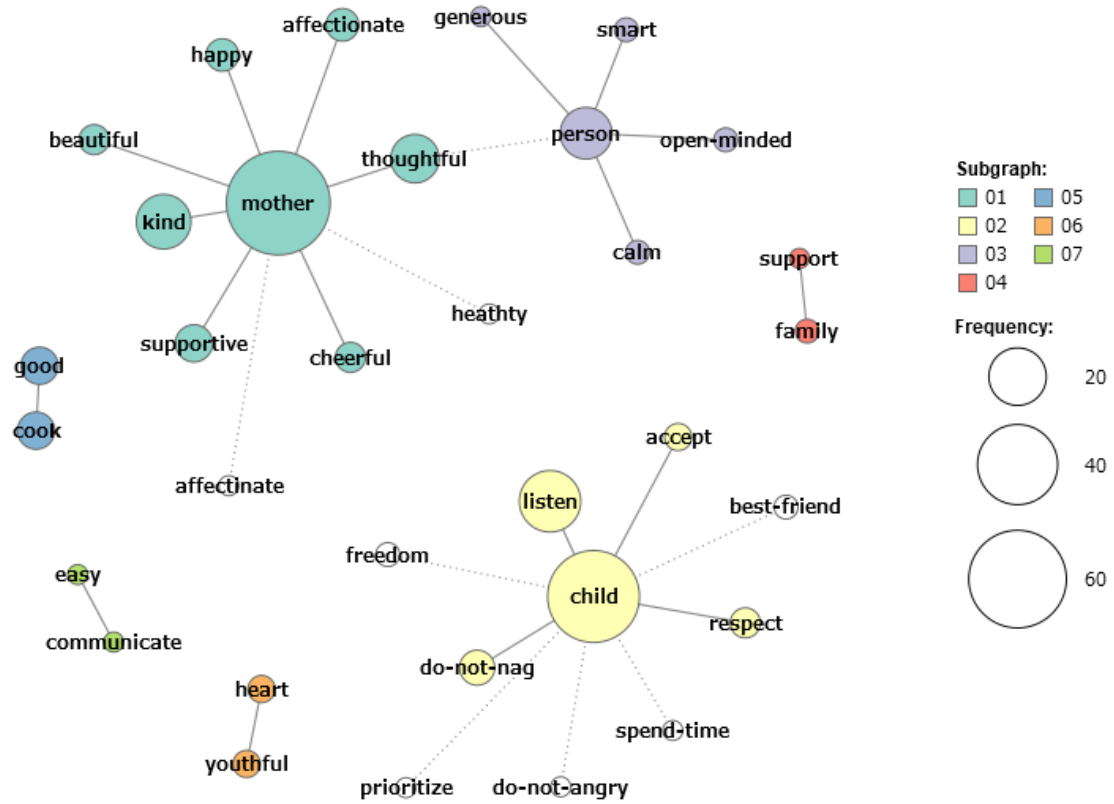 generous
affectionate
smart
happy
beautiful
thoughtful
person
open-minded
mother
kind
calm
support
heathty
family
supportive
cheerful
good
cook
accept
affectinate
listen
best-friend
freedom
easy
child
respect
communicate
do-not-nag
heart
spend-time
youthful
prioritize
do-not-angry
Subgraph:
01 05
02 06
03 07
04
Frequency:
20
40
60